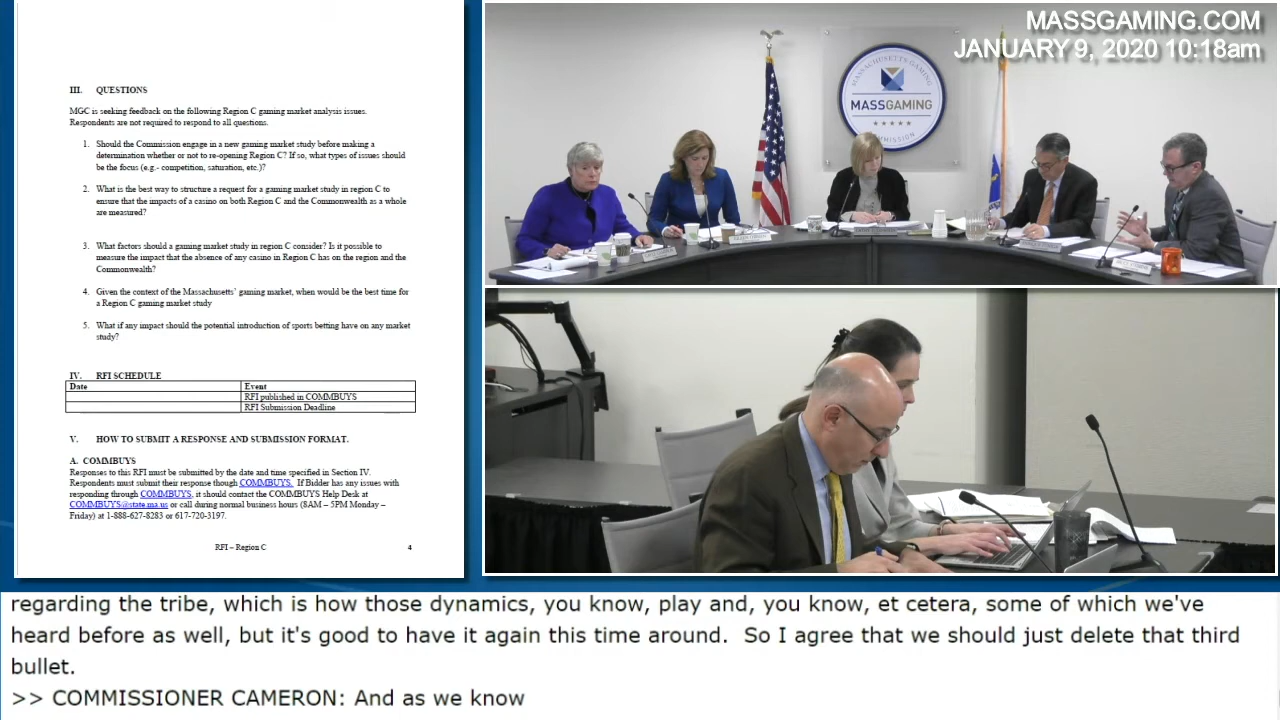 MASSGAMING.COM
JANUARY 9, 2020 10:18am
MASSACHUSETTS GAMING
MASSGAMING
COMMISSION
III. QUESTIONS
MGC is seeking feedback on the following Region C gaming market analysis issues.
Respondents are not required to respond to all questions.
1. Should the Commission engage in a new gaming market study before making a
determination whether or not to re-opening Region C? If so, what types of issues should
be the focus (e.g.- competition, saturation, etc.)?
2. What is the best way to structure a request for a gaming market study in region C to
ensure that the impacts of a casino on both Region C and the Commonwealth as a whole
are measured?
3. What factors should a gaming market study in region C consider? Is it possible to
measure the impact that the absence of any casino in Region C has on the region and the
Commonwealth?
4. Given the context of the Massachusetts' gaming market, when would be the best time for
a Region C gaming market study
5. What if any impact should the potential introduction of sports betting have on any market
study?
IV. RFI SCHEDULE
Date Event
RFI published in COMMBUYS
RFI Submission Deadline
V. HOW TO SUBMIT A RESPONSE AND SUBMISSION FORMAT.
A. COMMBUYS
Responses to this RFI must be submitted by the date and time specified in Section IV.
Respondents must submit their response though COMMBUYS. If Bidder has any issues with
responding through COMMBUYS, it should contact the COMMBUYS Help Desk at
COMMBUYS@state.ma.us or call during normal business hours (8AM – 5PM Monday –
Friday) at 1-888-627-8283 or 617-720-3197.
RFI – Region C 4
regarding the tribe, which is how those dynamics, you know, play and, you know, et cetera, some of which we've
heard before as well, but it's good to have it again this time around. So I agree that we should just delete that third
bullet.
>> COMMISSIONER CAMERON: And as we know